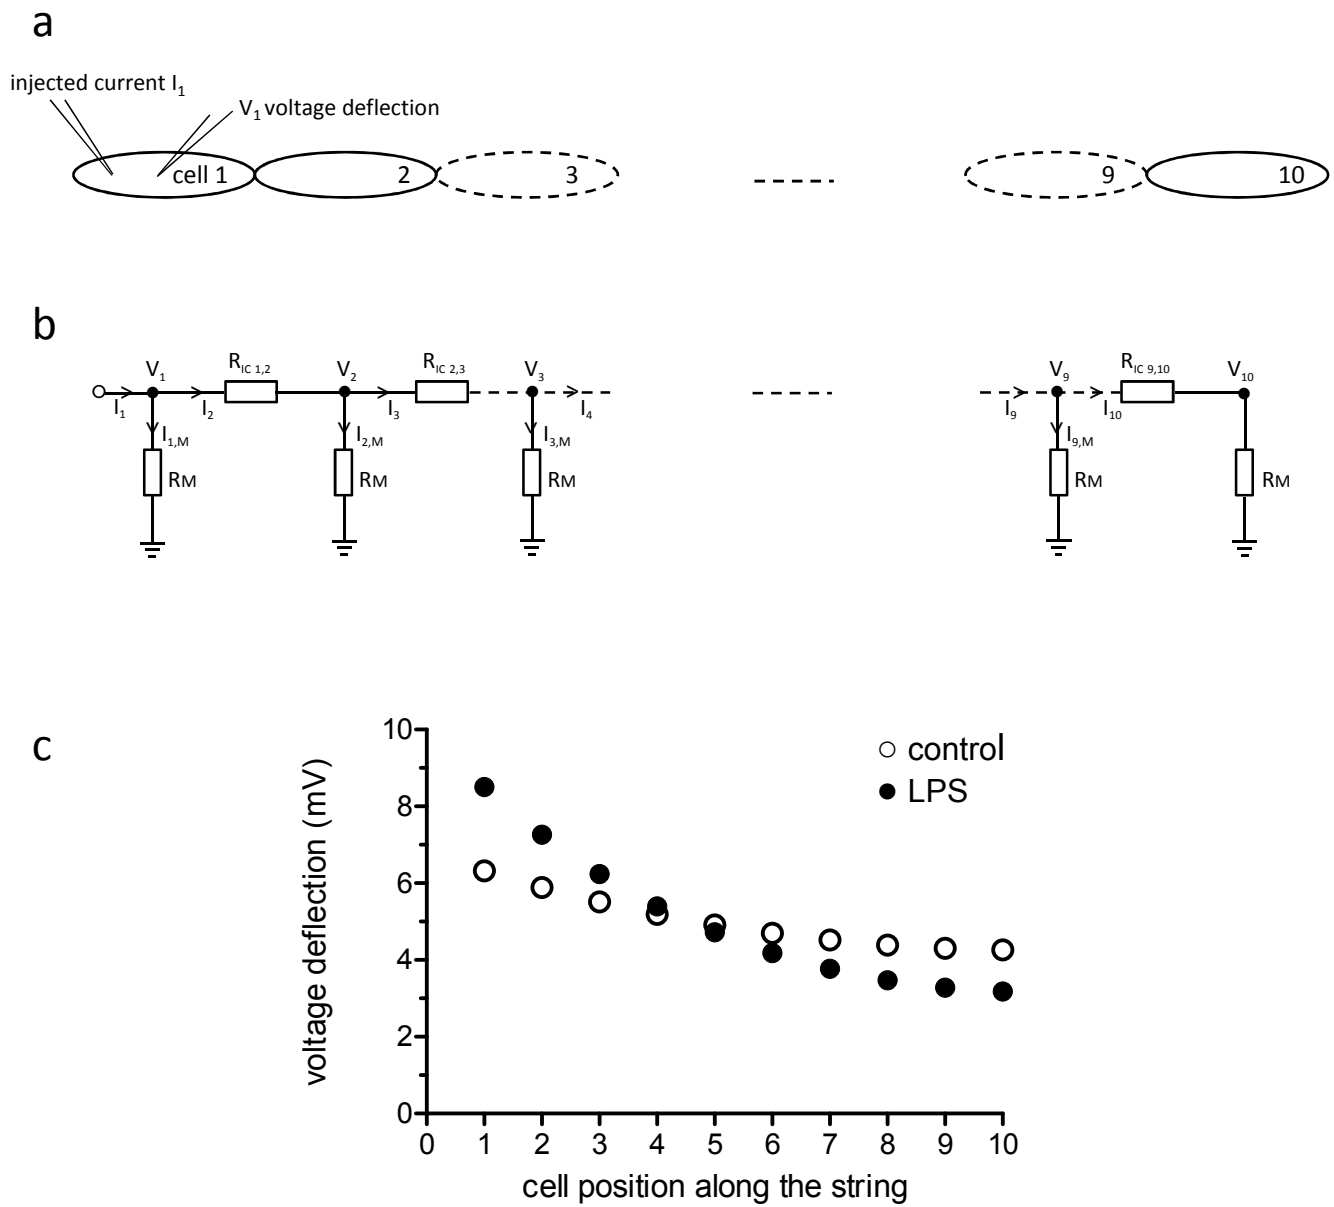 a
injected current I1
V1 voltage deflection
cell 1 2 3 9 10
b
V1 RIC 1,2 V2 RIC 2,3 V3 V9 RIC 9,10 V10
I1 I2 I3 I4 I9 I10
I1,M I2,M I3,M I9,M
RM RM RM RM RM
c
voltage deflection (mV)
10
8
6
4
2
0
control
LPS
0 1 2 3 4 5 6 7 8 9 10
cell position along the string